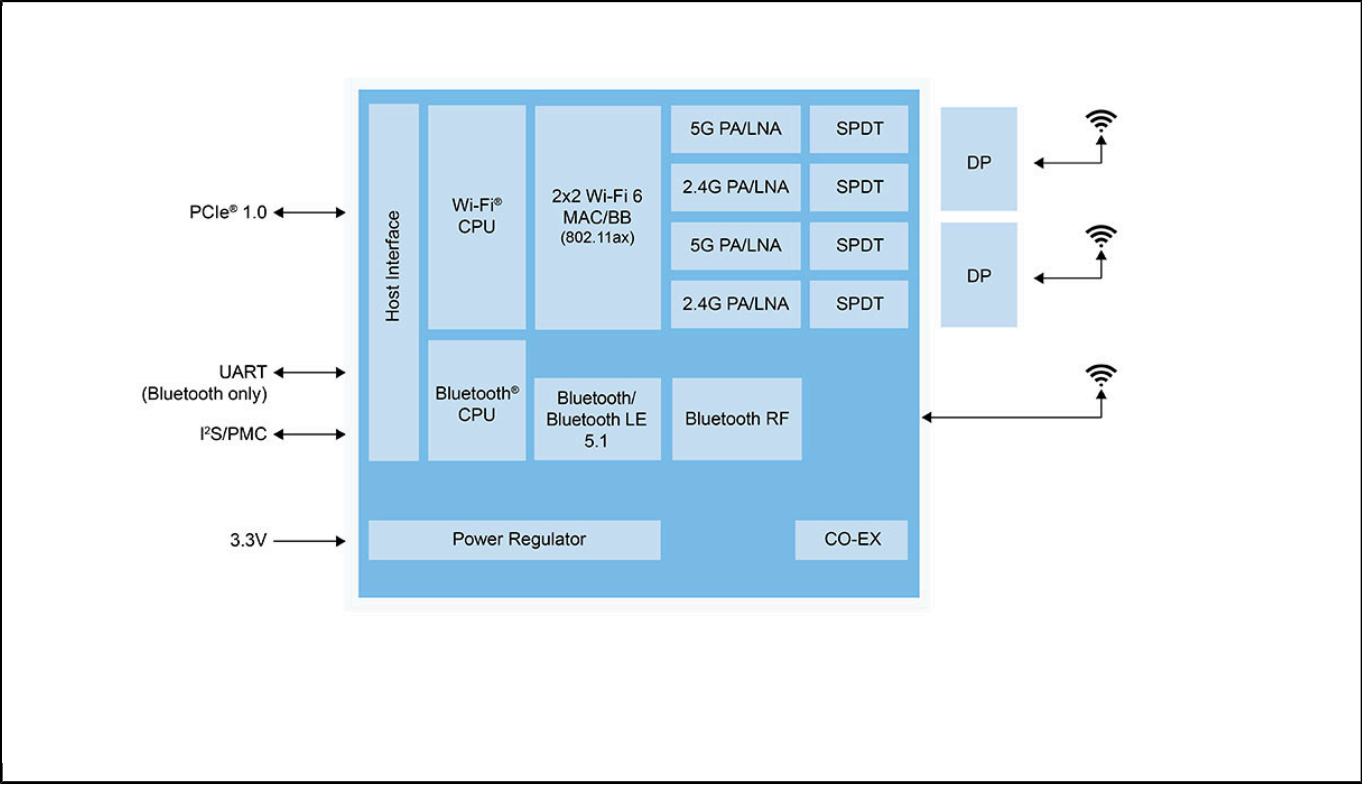 PCIe® 1.0
UART
(Bluetooth only)
I²S/PMC
3.3V
Host Interface
Wi-Fi®
CPU
Bluetooth®
CPU
2x2 Wi-Fi 6
MAC/BB
(802.11ax)
Bluetooth/
Bluetooth LE
5.1
5G PA/LNA
SPDT
2.4G PA/LNA
SPDT
5G PA/LNA
SPDT
2.4G PA/LNA
SPDT
Bluetooth RF
DP
DP
Power Regulator
CO-EX